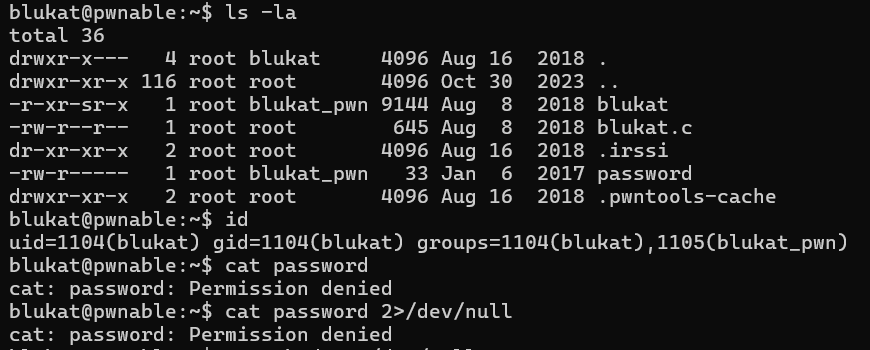 blukat@pwnable:~$ ls -la
total 36
drwxr-x---   4 root blukat     4096 Aug 16  2018 .
drwxr-xr-x 116 root root       4096 Oct 30  2023 ..
-r-xr-sr-x   1 root blukat_pwn 9144 Aug  8  2018 blukat
-rw-r--r--   1 root root        645 Aug  8  2018 blukat.c
dr-xr-xr-x   2 root root       4096 Aug 16  2018 .irssi
-rw-r-----   1 root blukat_pwn   33 Jan  6  2017 password
drwxr-xr-x   2 root root       4096 Aug 16  2018 .pwntools-cache
blukat@pwnable:~$ id
uid=1104(blukat) gid=1104(blukat) groups=1104(blukat),1105(blukat_pwn)
blukat@pwnable:~$ cat password
cat: password: Permission denied
blukat@pwnable:~$ cat password 2>/dev/null
cat: password: Permission denied